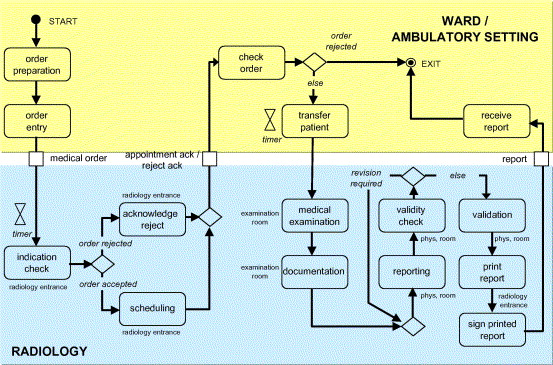 START
WARD /
AMBULATORY SETTING
order
rejected
check
order
EXIT
order
preparation
else
order
entry
timer
transfer
patient
receive
report
medical order
appointment ack /
reject ack
report
revision
required
else
radiology entrance
timer
acknowledge
reject
examination
room
medical
examination
validity
check
validation
order rejected
phys, room
phys, room
indication
check
radiology entrance
order accepted
examination
room
documentation
reporting
print
report
phys, room
radiology
entrance
scheduling
radiology entrance
sign printed
report
RADIOLOGY